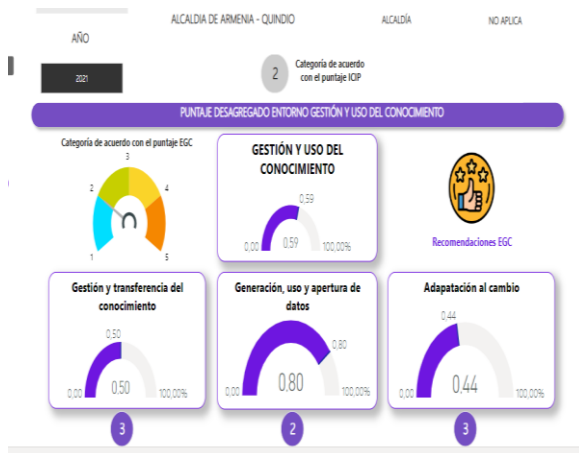 ALCALDIA DE ARMENIA - QUINDIO
ALCALDÍA
NO APLICA
AÑO
2021
2
Categoría de acuerdo
con el puntaje ICIP
PUNTAJE DESAGREGADO ENTORNO GESTIÓN Y USO DEL CONOCIMIENTO
Categoría de acuerdo con el puntaje EGC
1
2
3
4
5
GESTIÓN Y USO DEL
CONOCIMIENTO
0,59
0,00
0,59
100,00%
Recomendaciones EGC
Gestión y transferencia del
conocimiento
0,50
0,00
0,50
100,00%
3
Generación, uso y apertura de
datos
0,80
0,00
0,80
100,00%
2
Adapatación al cambio
0,44
0,00
0,44
100,00%
3